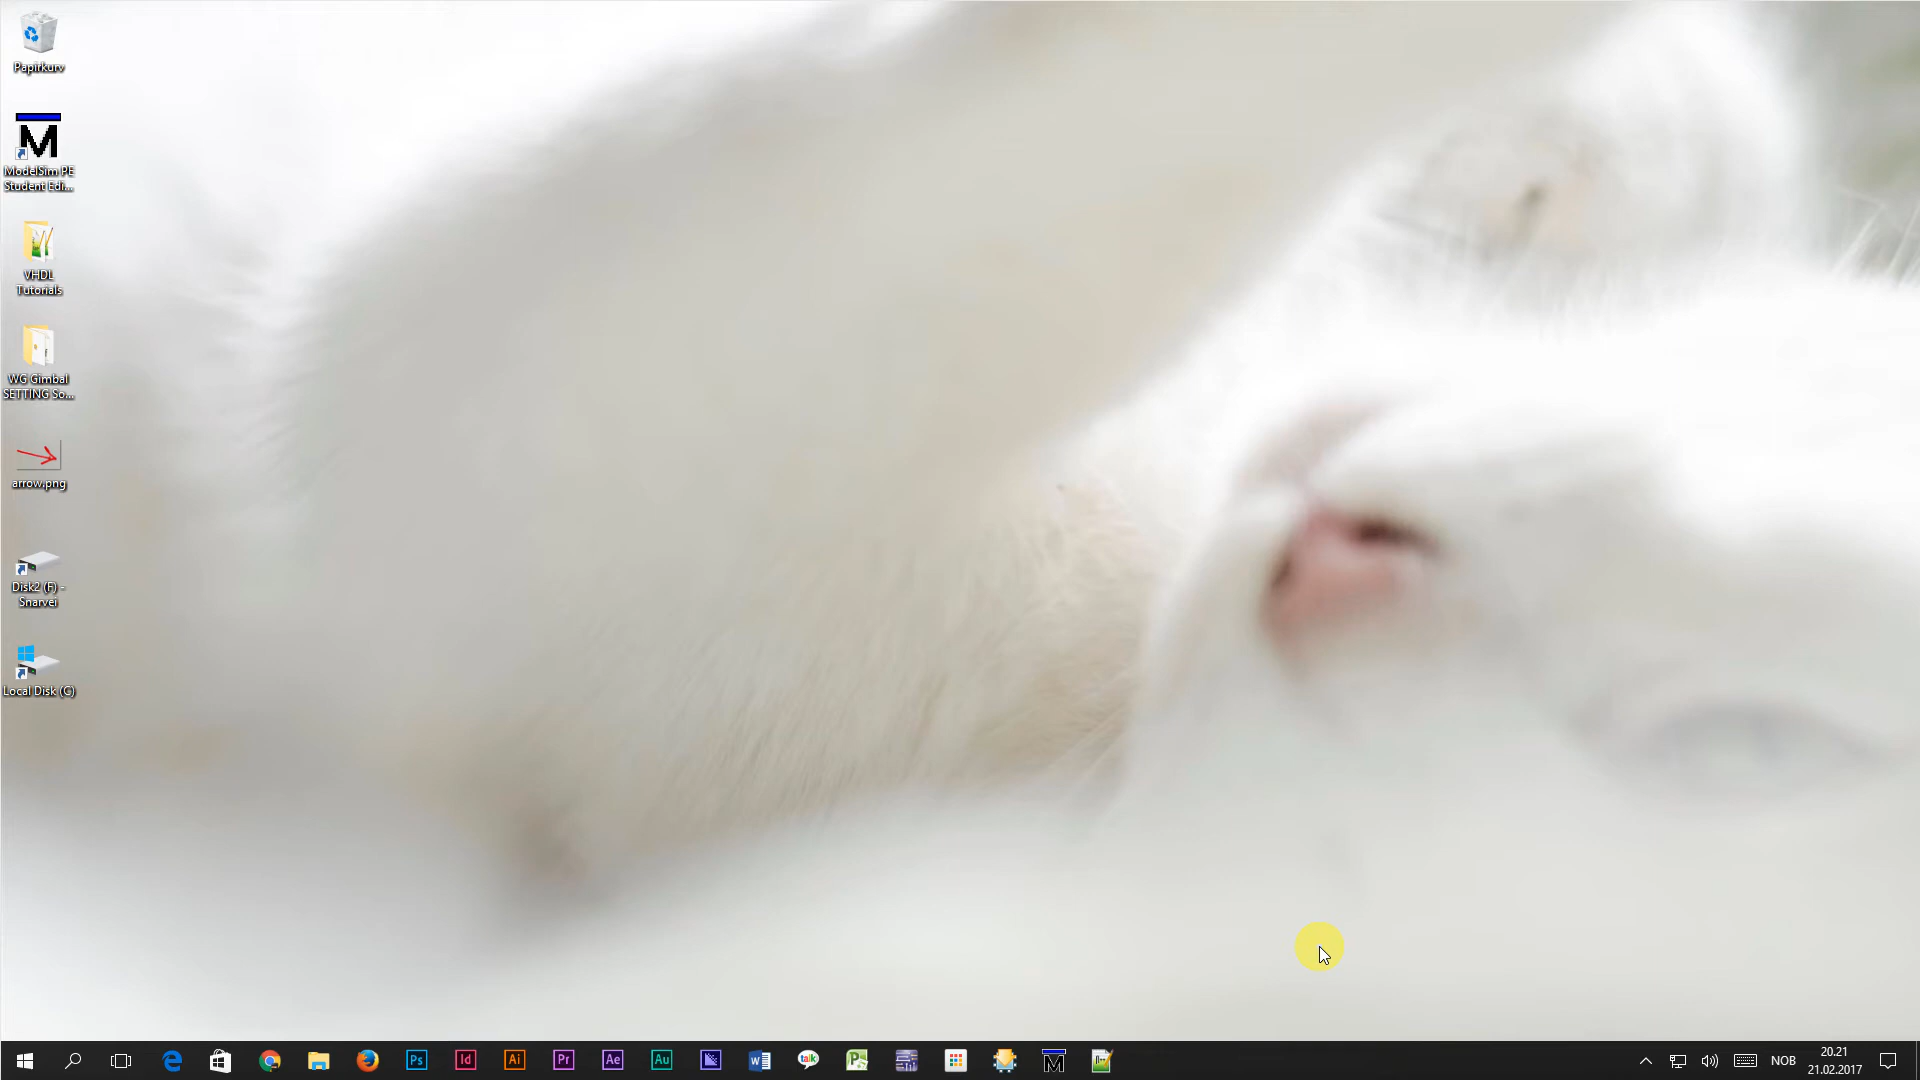 Papirkurv
ModelSim PE
Student Edi...
VHDL
Tutorials
WG Gimbal
SETTING So...
arrow.png
Disk2 (F) -
Snarvei
Local Disk (C)
Ps
Id
Ai
Pr
Ae
Au
talk
M
NOB
20.21
21.02.2017